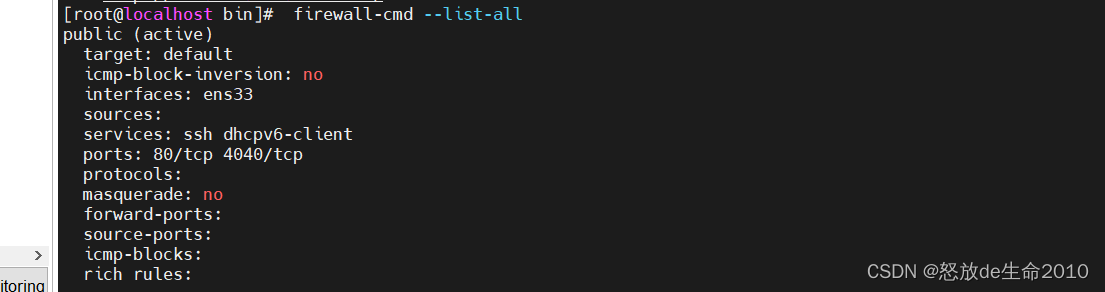 [root@localhost bin]#  firewall-cmd --list-all
public (active)
  target: default
  icmp-block-inversion: no
  interfaces: ens33
  sources:
  services: ssh dhcpv6-client
  ports: 80/tcp 4040/tcp
  protocols:
  masquerade: no
  forward-ports:
  source-ports:
  icmp-blocks:
  rich rules:
itoring
CSDN @怒放de生命2010